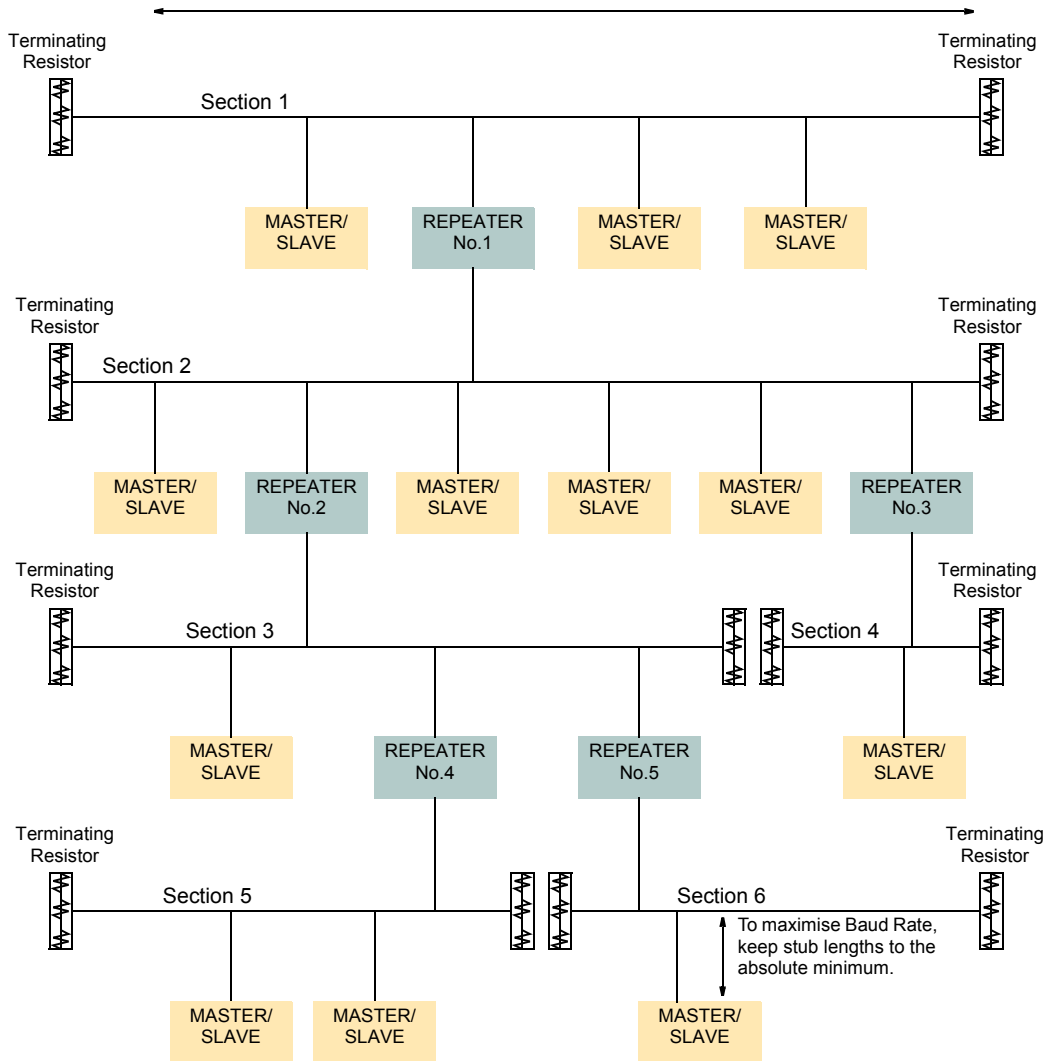 Terminating
Resistor
Terminating
Resistor
Section 1
MASTER/
SLAVE
REPEATER
No.1
MASTER/
SLAVE
MASTER/
SLAVE
Terminating
Resistor
Terminating
Resistor
Section 2
MASTER/
SLAVE
REPEATER
No.2
MASTER/
SLAVE
MASTER/
SLAVE
MASTER/
SLAVE
REPEATER
No.3
Terminating
Resistor
Terminating
Resistor
Section 3
Section 4
MASTER/
SLAVE
REPEATER
No.4
REPEATER
No.5
MASTER/
SLAVE
Terminating
Resistor
Terminating
Resistor
Section 5
Section 6
To maximise Baud Rate,
keep stub lengths to the
absolute minimum.
MASTER/
SLAVE
MASTER/
SLAVE
MASTER/
SLAVE